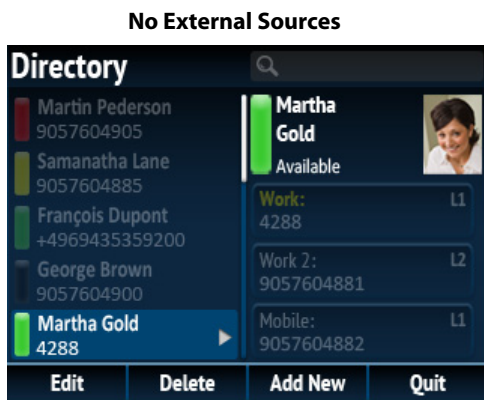 No External Sources
Directory
Martin Pederson
9057604905
Samanatha Lane
9057604885
François Dupont
+4969435359200
George Brown
9057604900
Martha Gold
4288
Martha
Gold
Available
Work: L1
4288
Work 2: L2
9057604881
Mobile: L1
9057604882
Edit Delete Add New Quit